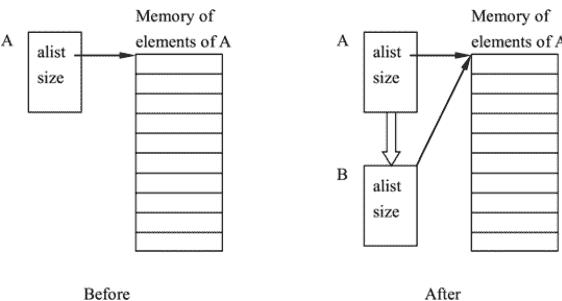 Memory of
elements of A
A
alist
size
Before
Memory of
elements of A
A
alist
size
B
alist
size
After